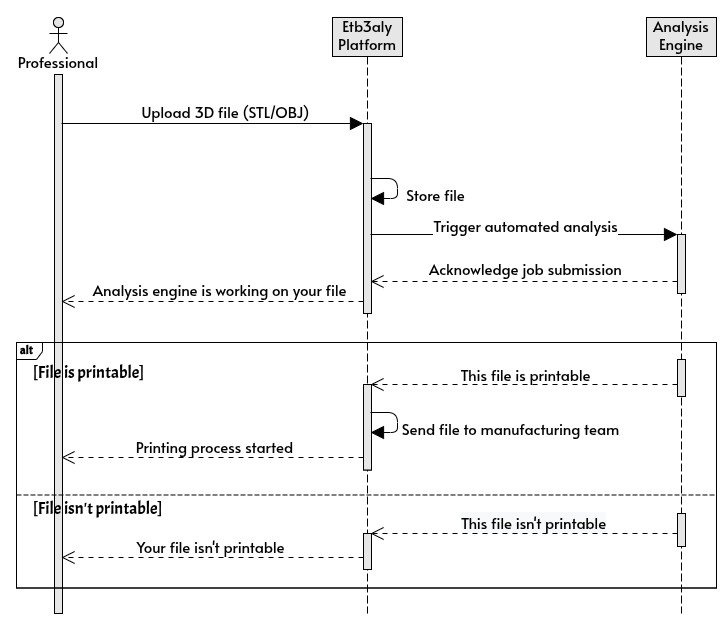 Etb3aly
Platform
Analysis
Engine
Professional
Upload 3D file (STL/OBJ)
Store file
Trigger automated analysis
Acknowledge job submission
Analysis engine is working on your file
alt
[File is printable]
This file is printable
Send file to manufacturing team
Printing process started
[File isn't printable]
This file isn't printable
Your file isn't printable